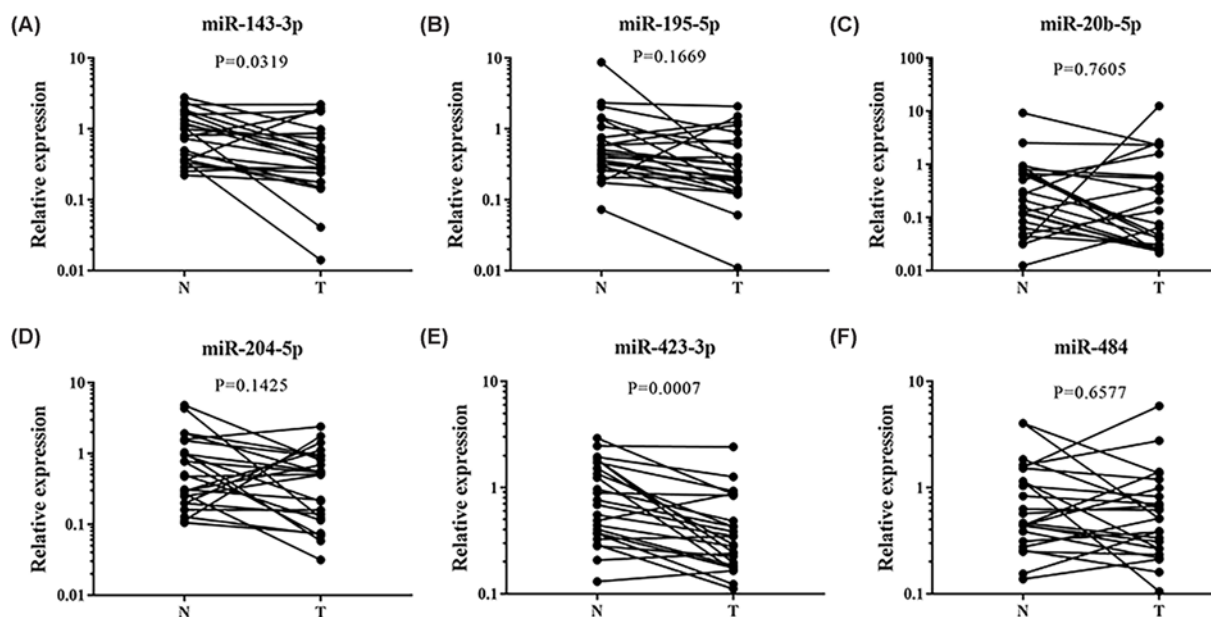 (A)
miR-143-3p
P=0.0319
Relative expression
10
1
0.1
0.01
N
T
(B)
miR-195-5p
P=0.1669
Relative expression
10
1
0.1
0.01
N
T
(C)
miR-20b-5p
P=0.7605
Relative expression
100
10
1
0.1
0.01
N
T
(D)
miR-204-5p
P=0.1425
Relative expression
10
1
0.1
0.01
N
T
(E)
miR-423-3p
P=0.0007
Relative expression
10
1
0.1
N
T
(F)
miR-484
P=0.6577
Relative expression
10
1
0.1
N
T